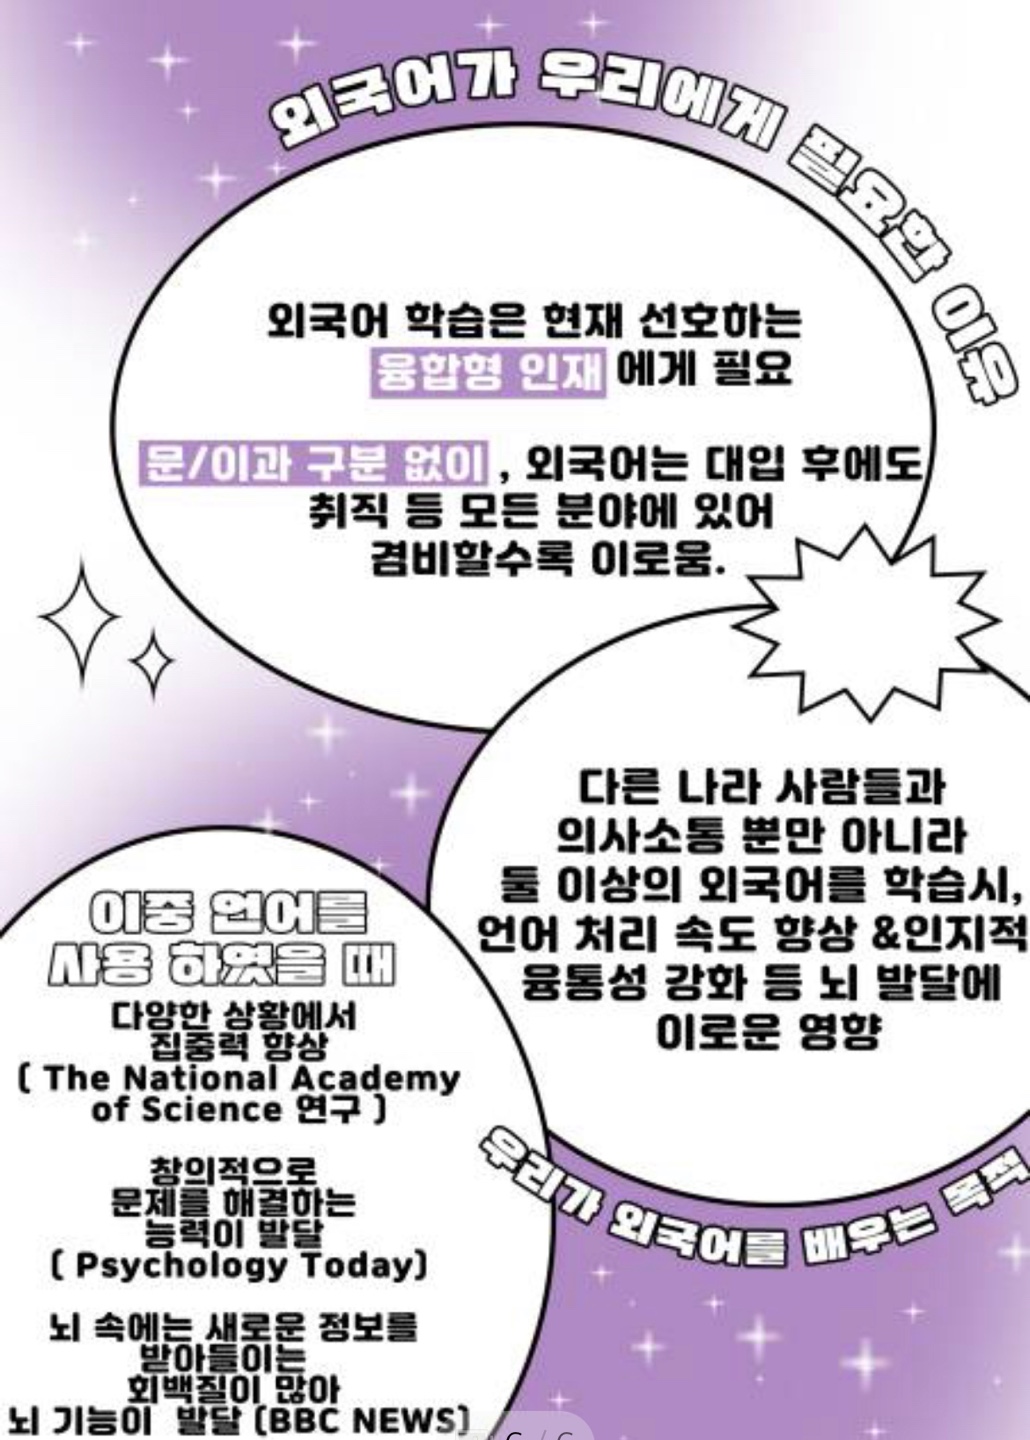 외국어가 우리에게 필요한 이유
외국어 학습은 현재 선호하는
융합형 인재 에게 필요
문/이과 구분 없이 , 외국어는 대입 후에도
취직 등 모든 분야에 있어
겸비할수록 이로움.
다른 나라 사람들과
의사소통 뿐만 아니라
둘 이상의 외국어를 학습시,
언어 처리 속도 향상 &인지적
융통성 강화 등 뇌 발달에
이로운 영향
우리가 외국어를 배우는 목적
이중 언어를
사용 하였을 때
다양한 상황에서
집중력 향상
( The National Academy
of Science 연구 )
창의적으로
문제를 해결하는
능력이 발달
( Psychology Today)
뇌 속에는 새로운 정보를
받아들이는
회백질이 많아
뇌 기능이 발달 (BBC NEWS)